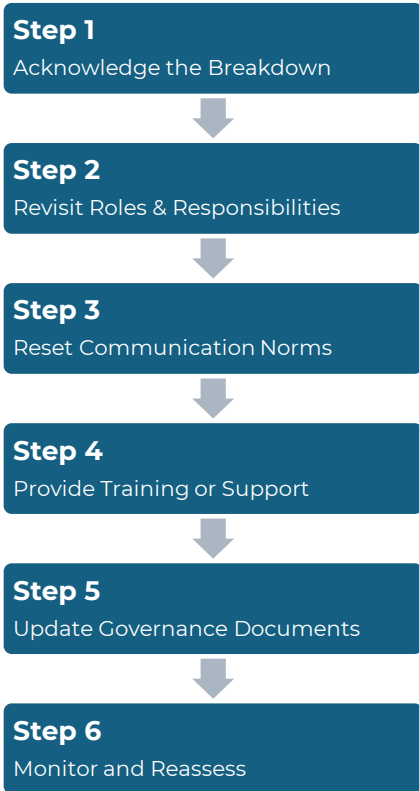 Step 1
Acknowledge the Breakdown
Step 2
Revisit Roles & Responsibilities
Step 3
Reset Communication Norms
Step 4
Provide Training or Support
Step 5
Update Governance Documents
Step 6
Monitor and Reassess